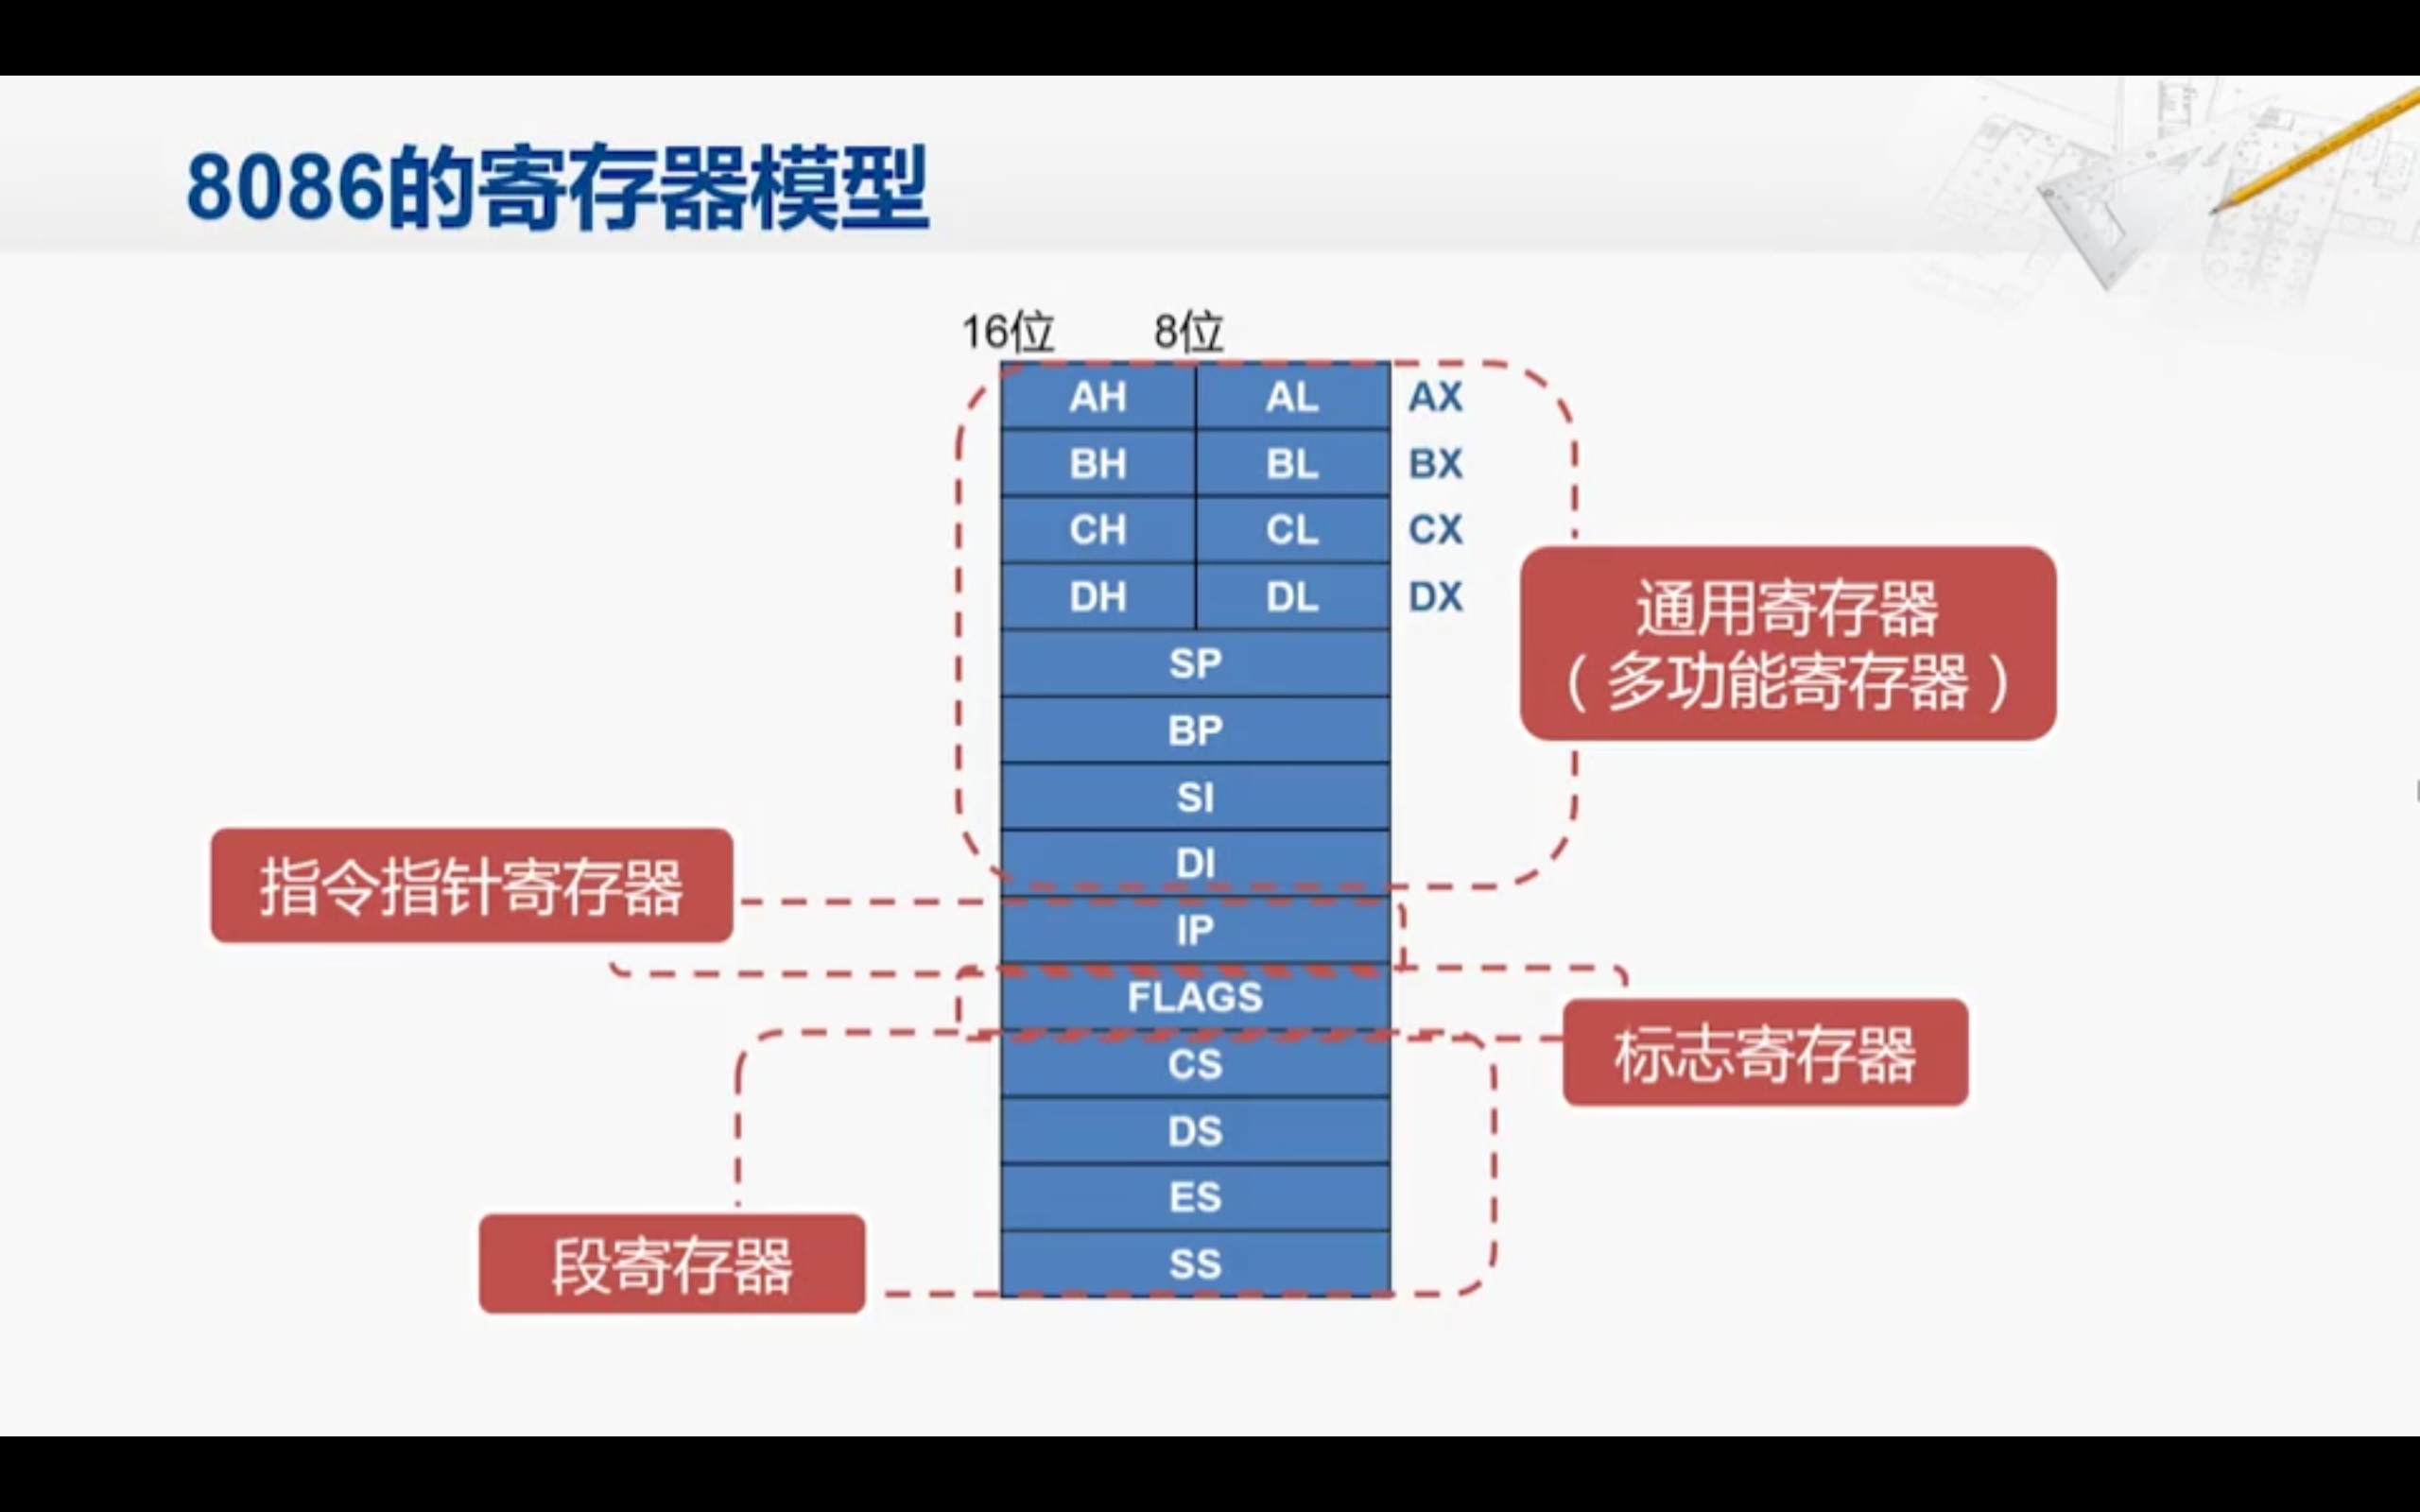 8086的寄存器模型
16位 8位
AH AL AX
BH BL BX
CH CL CX
DH DL DX
通用寄存器
（多功能寄存器）
SP
BP
SI
DI
指令指针寄存器
IP
FLAGS
标志寄存器
CS
DS
ES
段寄存器
SS